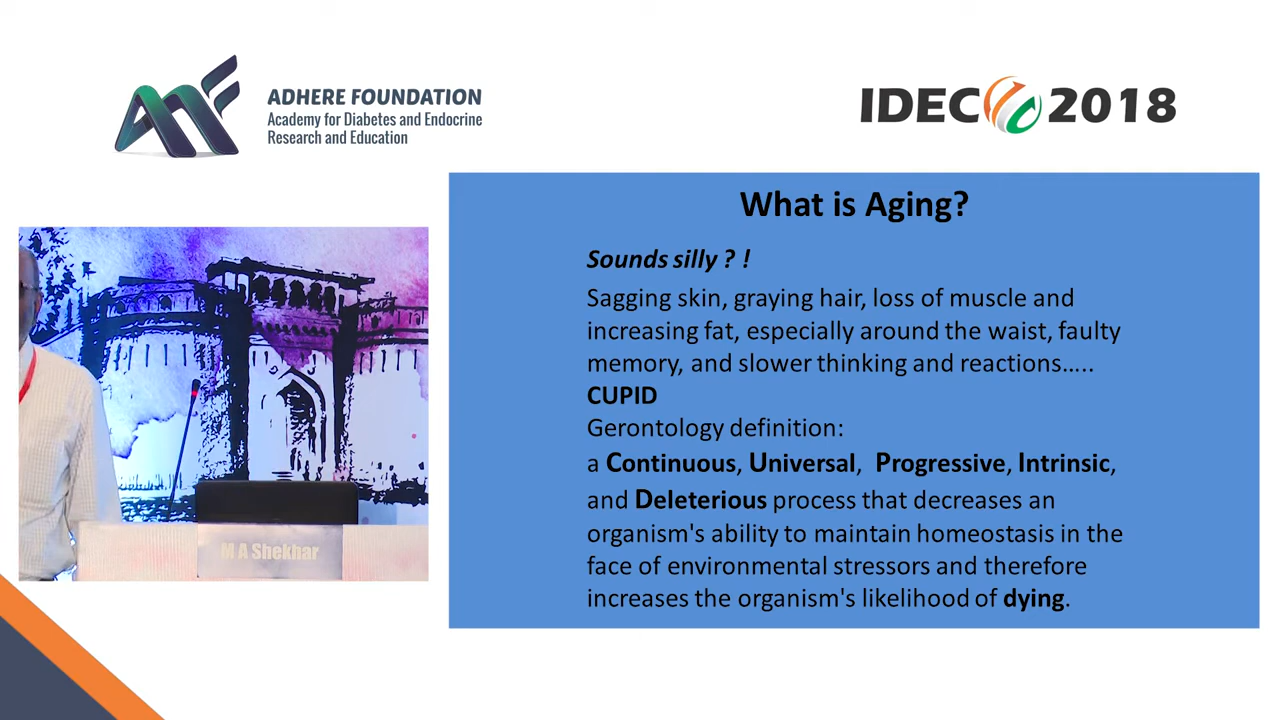 ADHERE FOUNDATION
Academy for Diabetes and Endocrine
Research and Education
IDEC 2018
What is Aging?
Sounds silly ? !
Sagging skin, graying hair, loss of muscle and
increasing fat, especially around the waist, faulty
memory, and slower thinking and reactions.....
CUPID
Gerontology definition:
a Continuous, Universal, Progressive, Intrinsic,
and Deleterious process that decreases an
organism's ability to maintain homeostasis in the
face of environmental stressors and therefore
increases the organism's likelihood of dying.
M A Shekhar